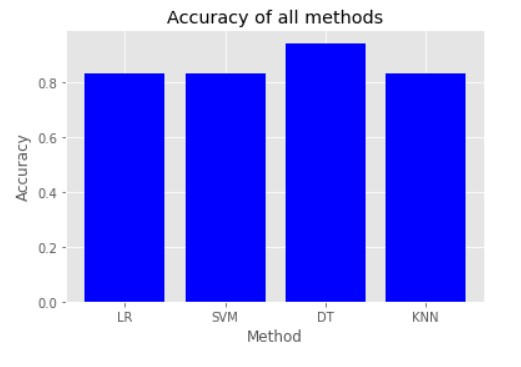 Accuracy of all methods
Accuracy
0.8
0.6
0.4
0.2
0.0
LR SVM DT KNN
Method